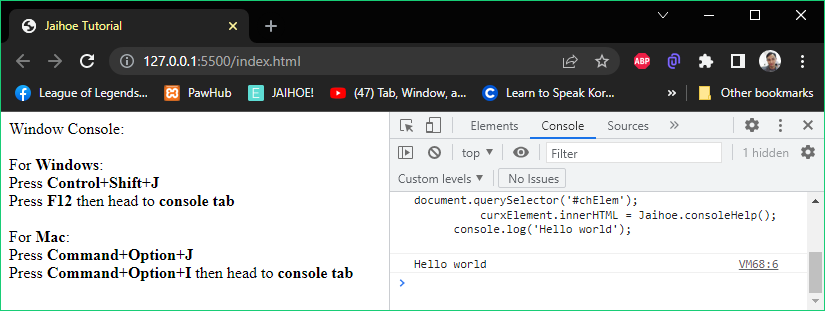 Jaihoe Tutorial
127.0.0.1:5500/index.html
ABP
League of Legends...
PawHub
JAIHOE!
(47) Tab, Window, a...
Learn to Speak Kor...
»
Other bookmarks
Window Console:
For Windows:
Press Control+Shift+J
Press F12 then head to console tab
For Mac:
Press Command+Option+J
Press Command+Option+I then head to console tab
Elements Console Sources »
top Filter 1 hidden
Custom levels No Issues
document.querySelector('#chElem');
curxElement.innerHTML = Jaihoe.consoleHelp();
console.log('Hello world');
Hello world VM68:6